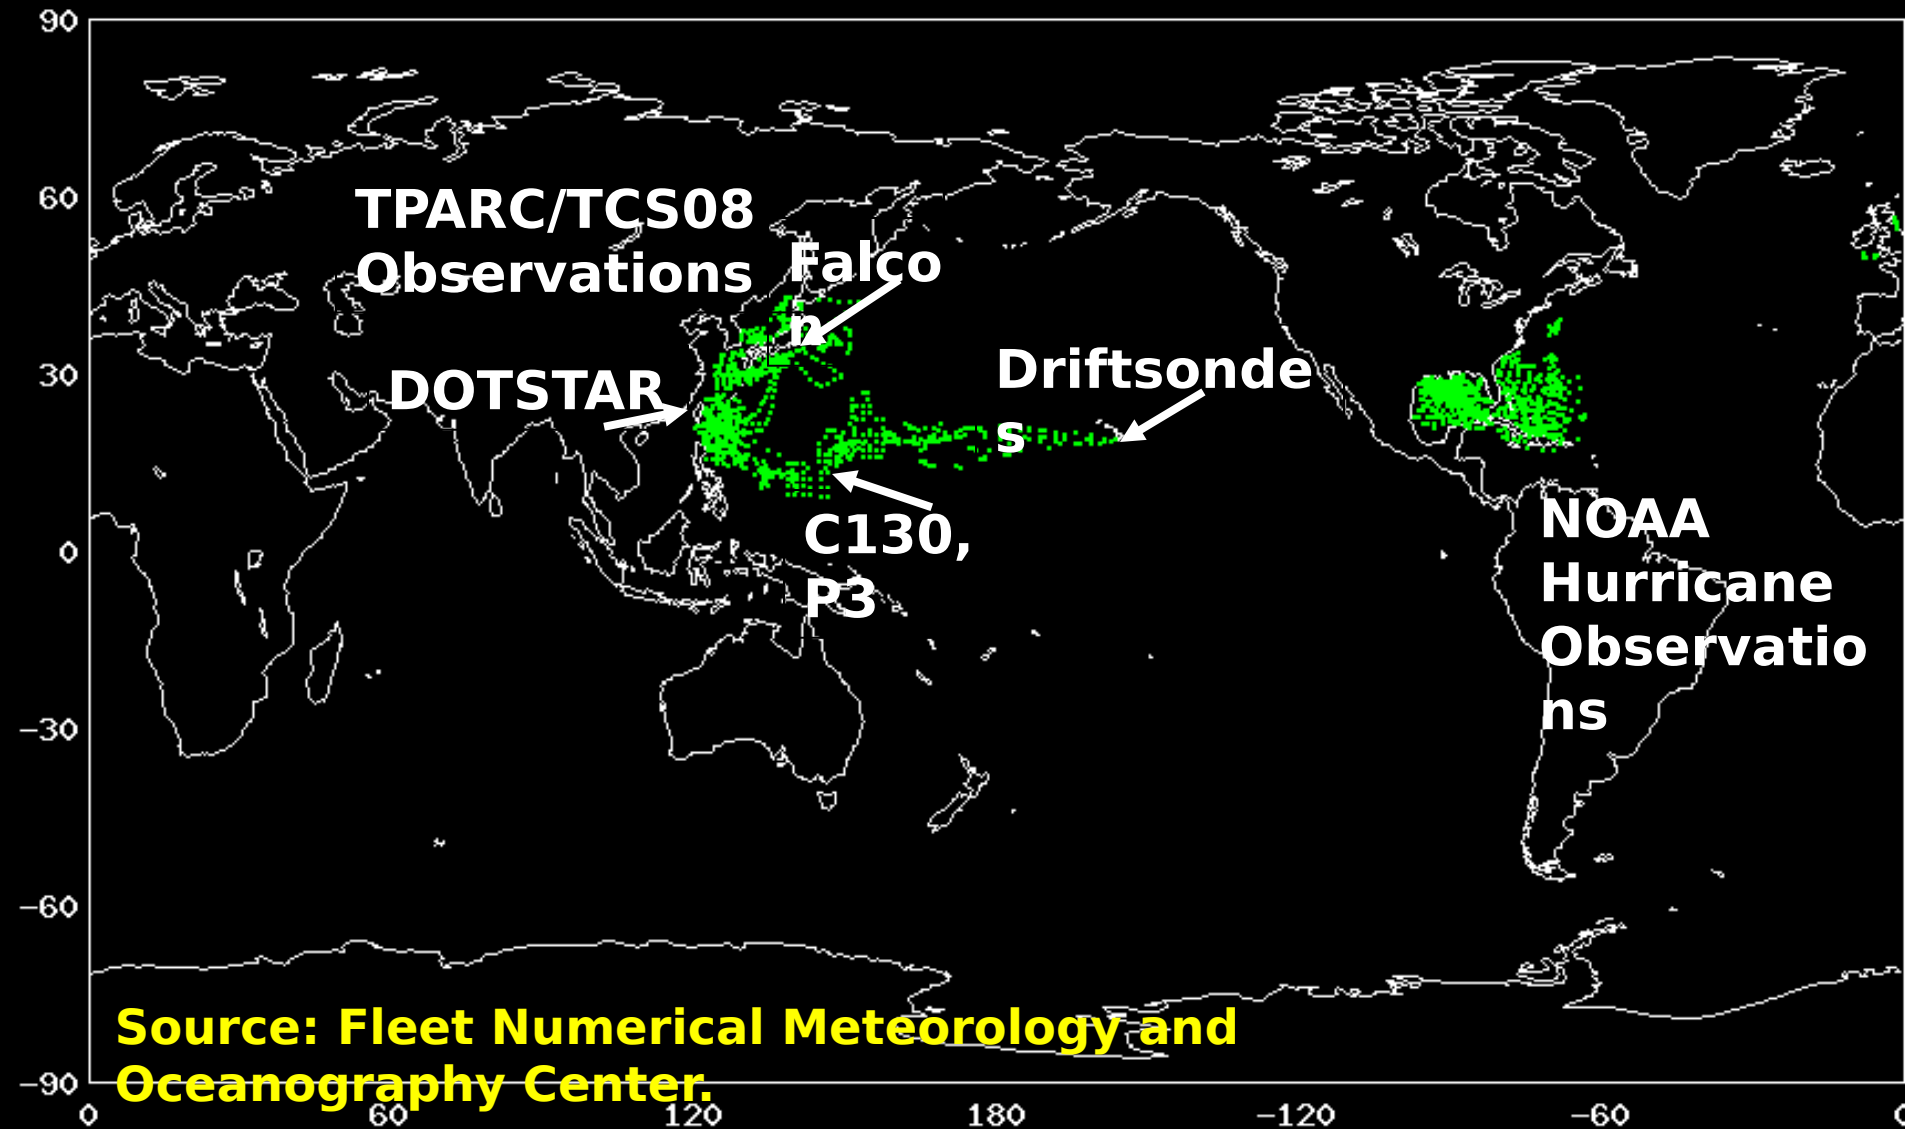 90
60
30
0
−30
−60
−90
0
60
120
180
−120
−60
0
TPARC/TCS08
Observations
Falco
n
DOTSTAR
Driftsonde
s
C130,
P3
NOAA
Hurricane
Observatio
ns
Source: Fleet Numerical Meteorology and
Oceanography Center.